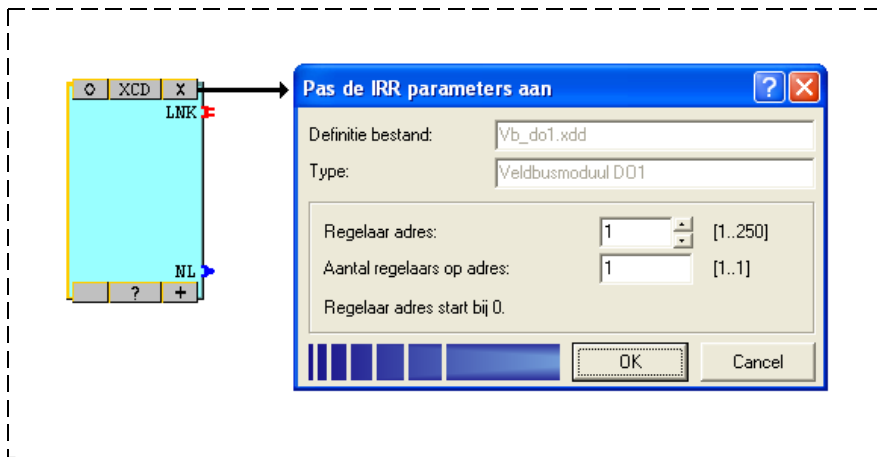 O XCD X
LNK
NL
? +
Pas de IRR parameters aan
Definitie bestand: Vb_do1.xdd
Type: Veldbusmoduul DO1
Regelaar adres: 1 [1..250]
Aantal regelaars op adres: 1 [1..1]
Regelaar adres start bij 0.
OK Cancel